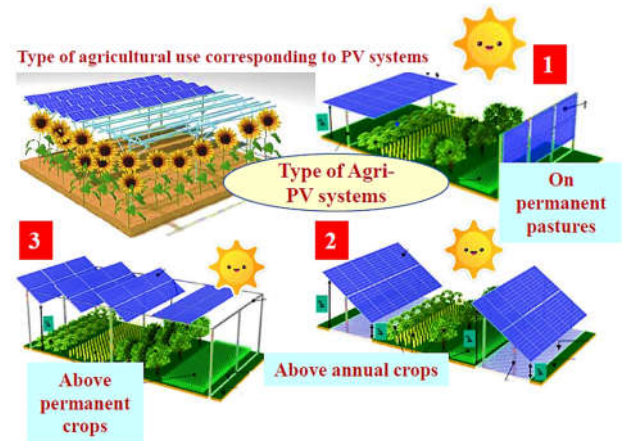 Type of agricultural use corresponding to PV systems
1
Type of Agri-
PV systems
On
permanent
pastures
3
2
Above
permanent
crops
Above annual crops